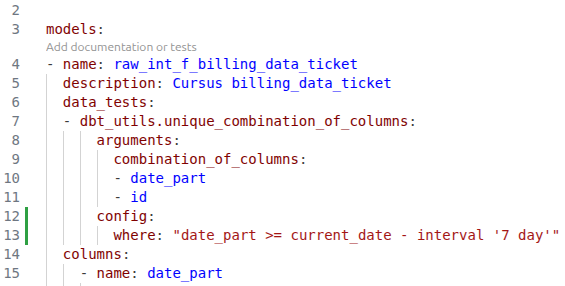 2
3 models:
Add documentation or tests
4 - name: raw_int_f_billing_data_ticket
5 description: Cursus billing_data_ticket
6 data_tests:
7 - dbt_utils.unique_combination_of_columns:
8 arguments:
9 combination_of_columns:
10 - date_part
11 - id
12 config:
13 where: "date_part >= current_date - interval '7 day'"
14 columns:
15 - name: date_part